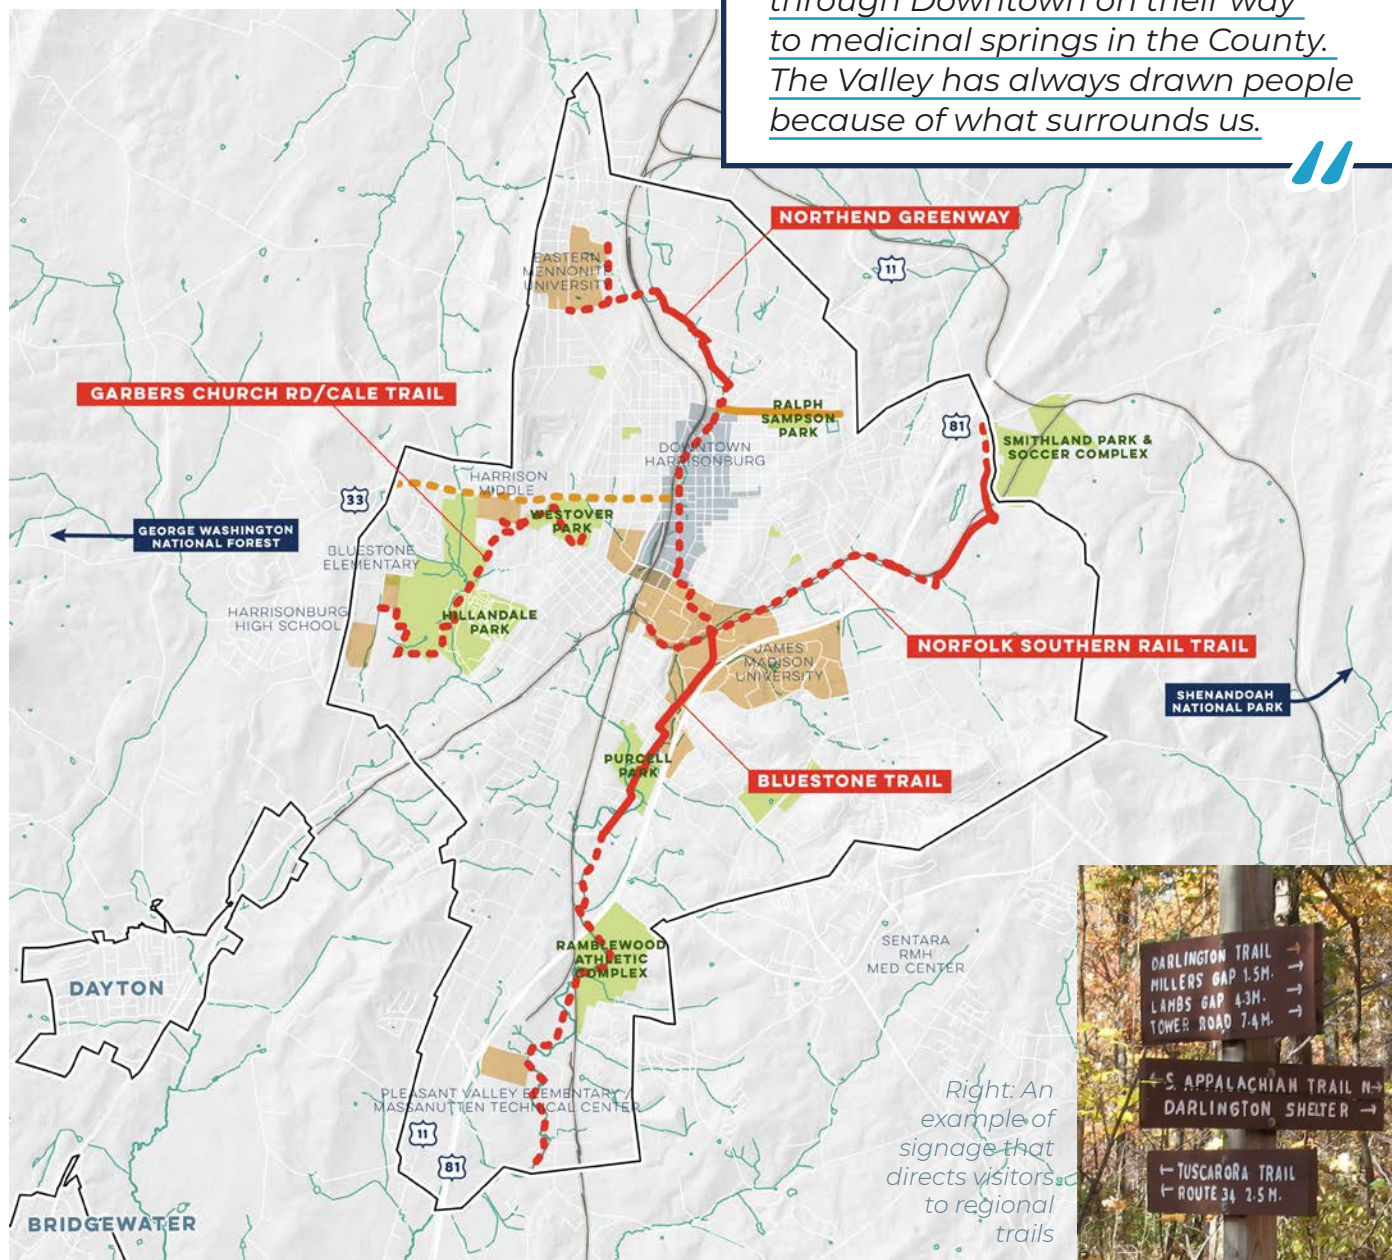 through Downtown on their way
to medicinal springs in the County.
The Valley has always drawn people
because of what surrounds us.
"
NORTHEND GREENWAY
11
EASTERN
MENNONITE
UNIVERSITY
GARBERS CHURCH RD/CALE TRAIL
RALPH
SAMPSON
PARK
81
SMITHLAND PARK &
SOCCER COMPLEX
DOWNTOWN
HARRISONBURG
HARRISON
MIDDLE
33
WESTOVER
PARK
GEORGE WASHINGTON
NATIONAL FOREST
BLUESTONE
ELEMENTARY
HARRISONBURG
HIGH SCHOOL
HILLANDALE
PARK
NORFOLK SOUTHERN RAIL TRAIL
JAMES
MADISON
UNIVERSITY
SHENANDOAH
NATIONAL PARK
PURCELL
PARK
BLUESTONE TRAIL
RAMBLEWOOD
ATHLETIC
COMPLEX
SENTARA
RMH
MED CENTER
DAYTON
PLEASANT VALLEY ELEMENTARY /
MASSANUTTEN TECHNICAL CENTER
11
81
BRIDGEWATER
Right: An
example of
signage that
directs visitors
to regional
trails
DARLINGTON TRAIL
MILLERS GAP 1.5M.
LAMBS GAP 4.3M.
TOWER ROAD 7.4M.
← S APPALACHIAN TRAIL N→
DARLINGTON SHELTER →
← TUSCARORA TRAIL
← ROUTE 34 2.5M.